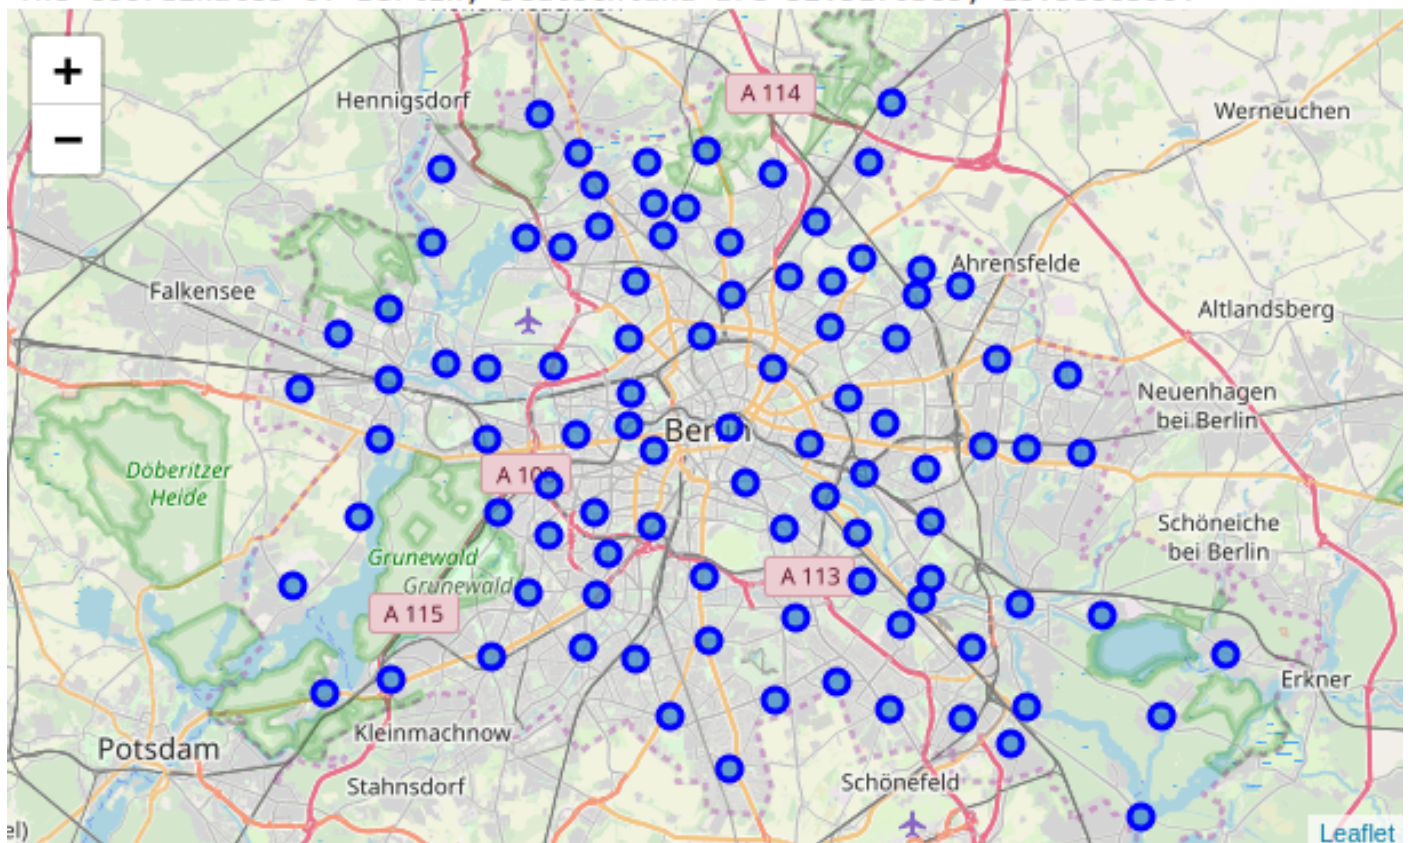 +
A 114
Hennigsdorf
Werneuchen
−
Ahrensfelde
Falkensee
Altlandsberg
Neuenhagen
bei Berlin
Berlin
Döberitzer
Heide
A 100
Schöneiche
bei Berlin
Grunewald
Grunewald
A 113
A 115
Erkner
Kleinmachnow
Potsdam
Stahnsdorf
Schönefeld
el)
Leaflet